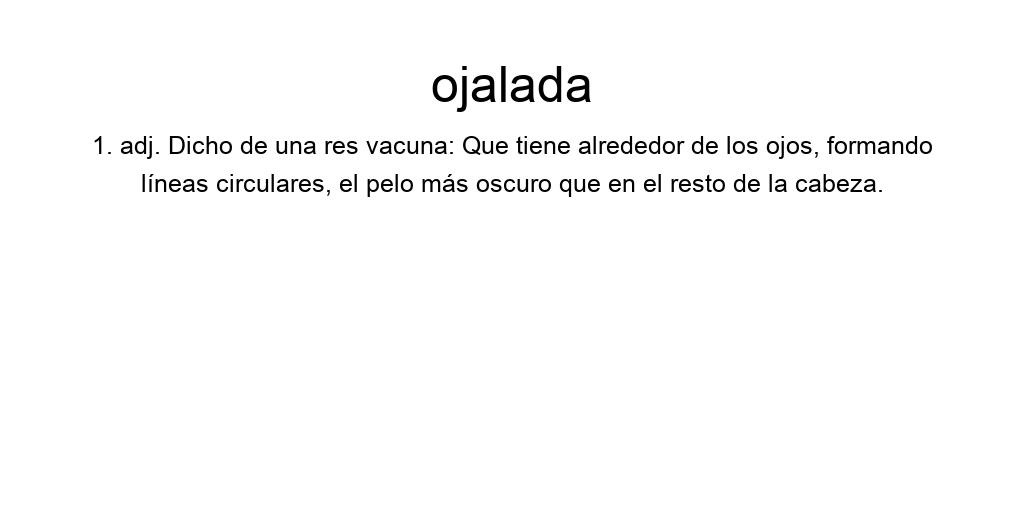 ojalada
1. adj. Dicho de una res vacuna: Que tiene alrededor de los ojos, formando
líneas circulares, el pelo más oscuro que en el resto de la cabeza.